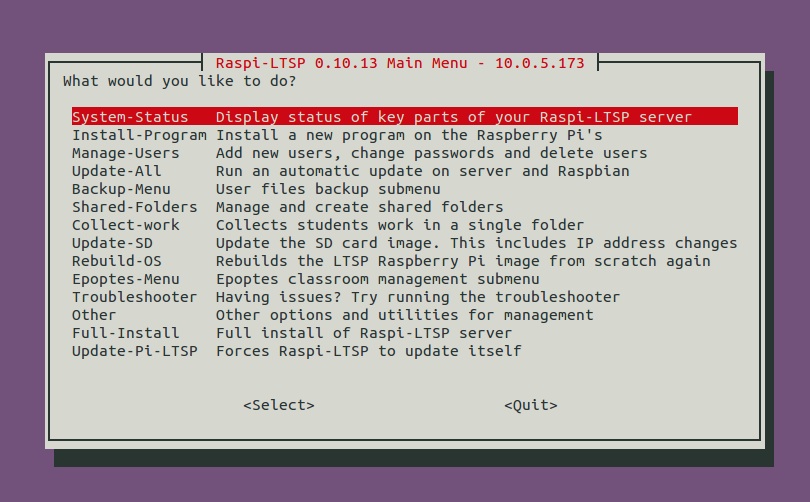 Raspi-LTSP 0.10.13 Main Menu - 10.0.5.173
What would you like to do?
System-Status Display status of key parts of your Raspi-LTSP server
Install-Program Install a new program on the Raspberry Pi's
Manage-Users Add new users, change passwords and delete users
Update-All Run an automatic update on server and Raspbian
Backup-Menu User files backup submenu
Shared-Folders Manage and create shared folders
Collect-work Collects students work in a single folder
Update-SD Update the SD card image. This includes IP address changes
Rebuild-OS Rebuilds the LTSP Raspberry Pi image from scratch again
Epoptes-Menu Epoptes classroom management submenu
Troubleshooter Having issues? Try running the troubleshooter
Other Other options and utilities for management
Full-Install Full install of Raspi-LTSP server
Update-Pi-LTSP Forces Raspi-LTSP to update itself
<Select> <Quit>